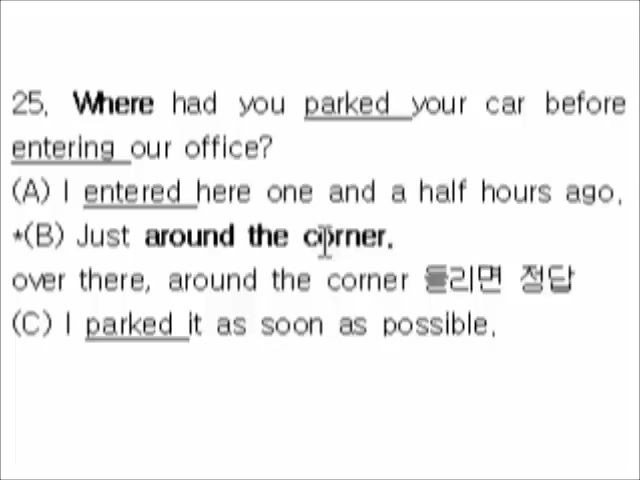 25. Where had you parked your car before
entering our office?
(A) I entered here one and a half hours ago.
*(B) Just around the corner.
over there, around the corner 들리면 정답
(C) I parked it as soon as possible.